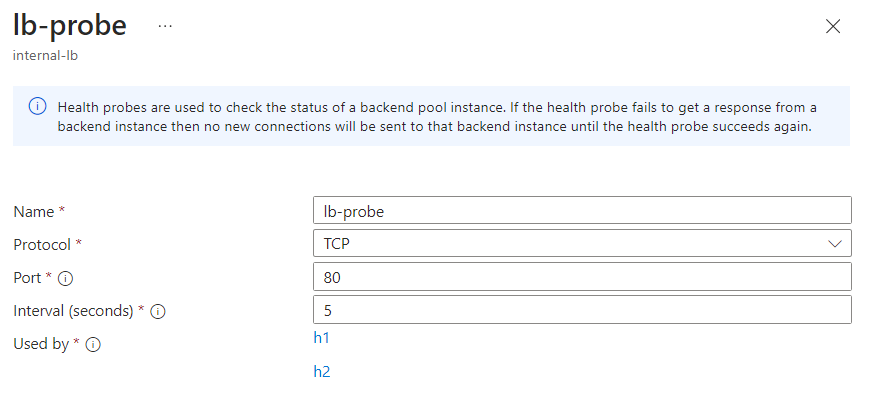 lb-probe ...
internal-lb
Health probes are used to check the status of a backend pool instance. If the health probe fails to get a response from a
backend instance then no new connections will be sent to that backend instance until the health probe succeeds again.
Name * lb-probe
Protocol * TCP
Port * 80
Interval (seconds) * 5
Used by * h1
h2